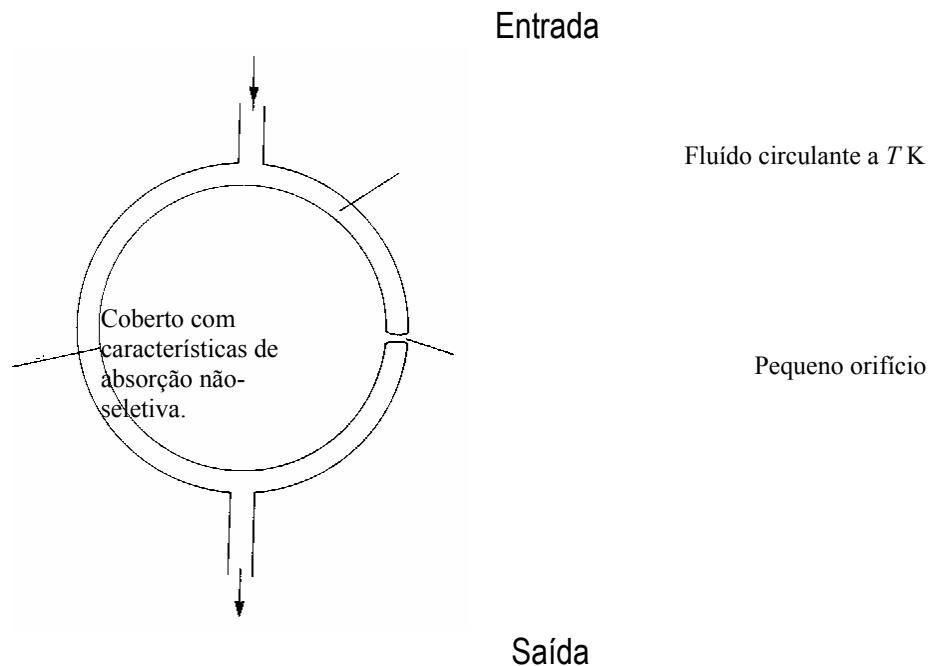 Entrada
Fluído circulante a T K
Coberto com
características de
absorção não-
seletiva.
Pequeno orifício
Saída